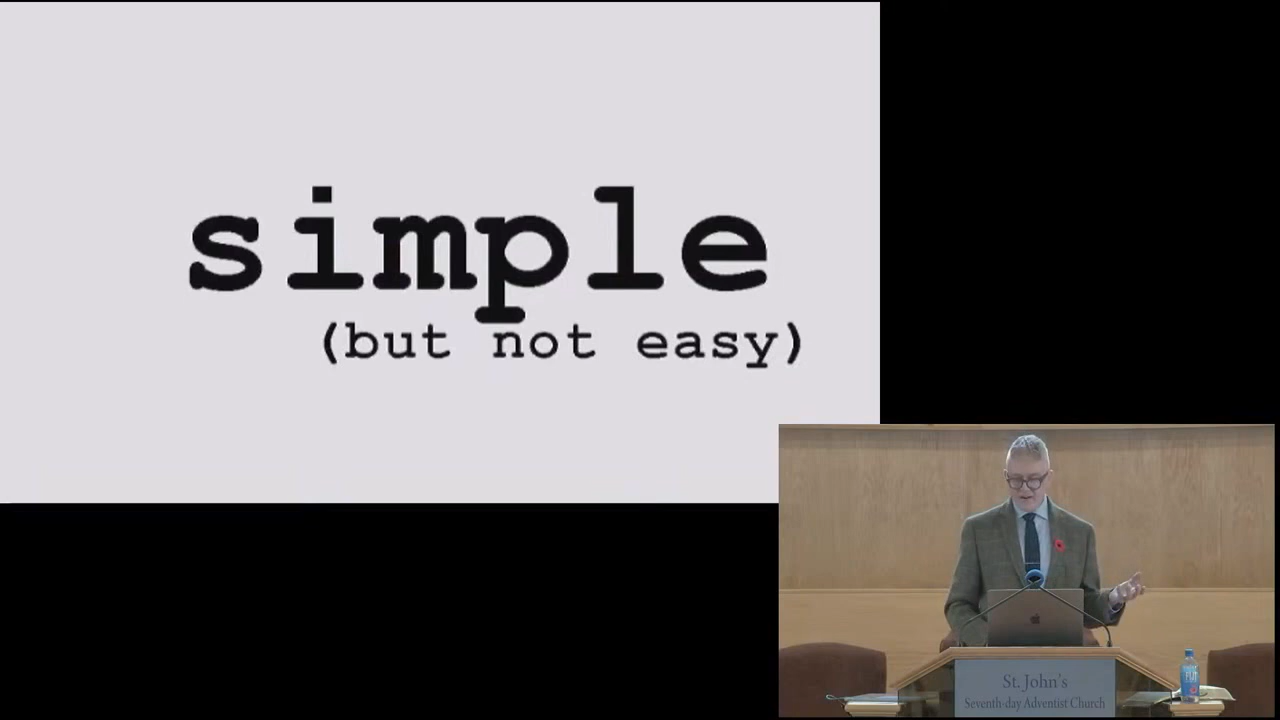 simple
(but not easy)
St. John's
Seventh-day Adventist Church